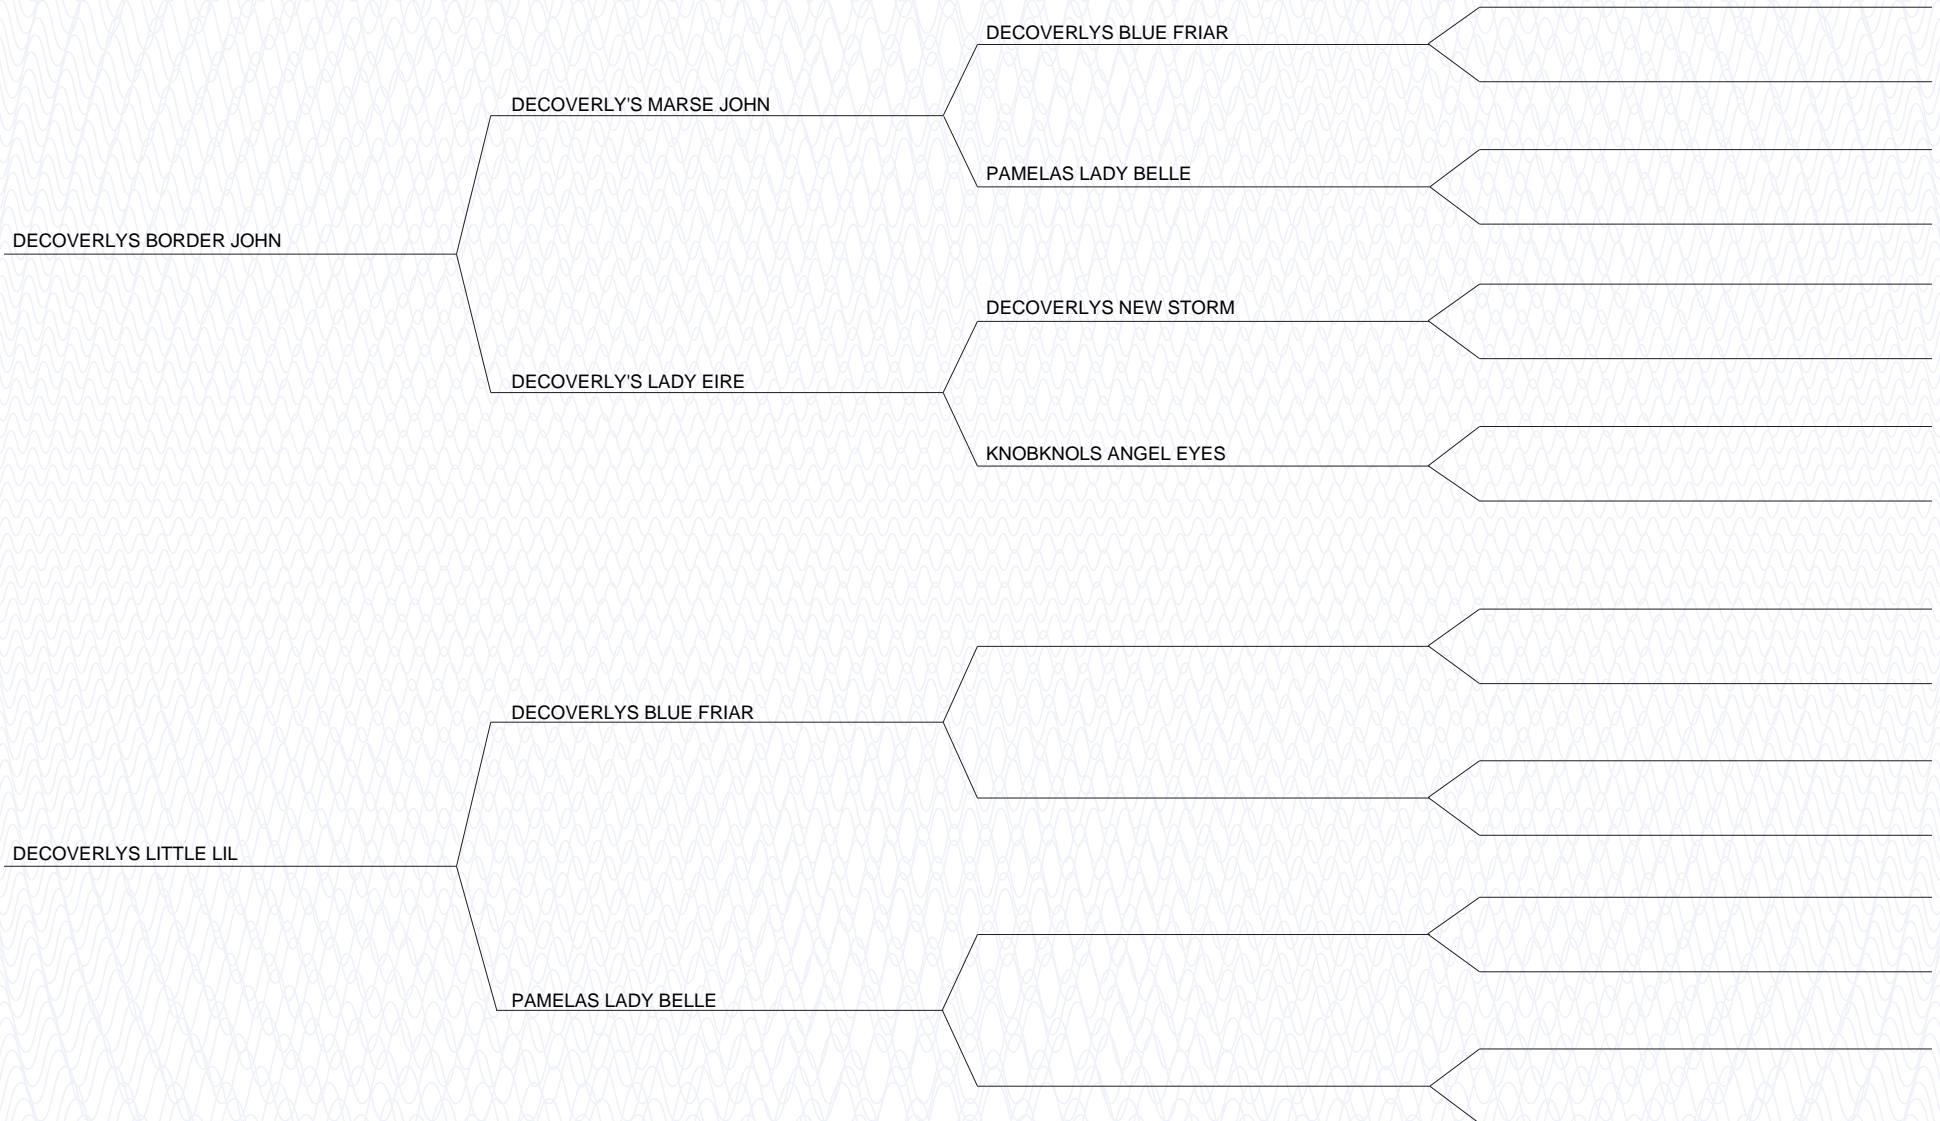 DECOVERLYS BLUE FRIAR
DECOVERLY'S MARSE JOHN
PAMELAS LADY BELLE
DECOVERLYS BORDER JOHN
DECOVERLYS NEW STORM
DECOVERLY'S LADY EIRE
KNOBKNOLS ANGEL EYES
DECOVERLYS BLUE FRIAR
DECOVERLYS LITTLE LIL
PAMELAS LADY BELLE